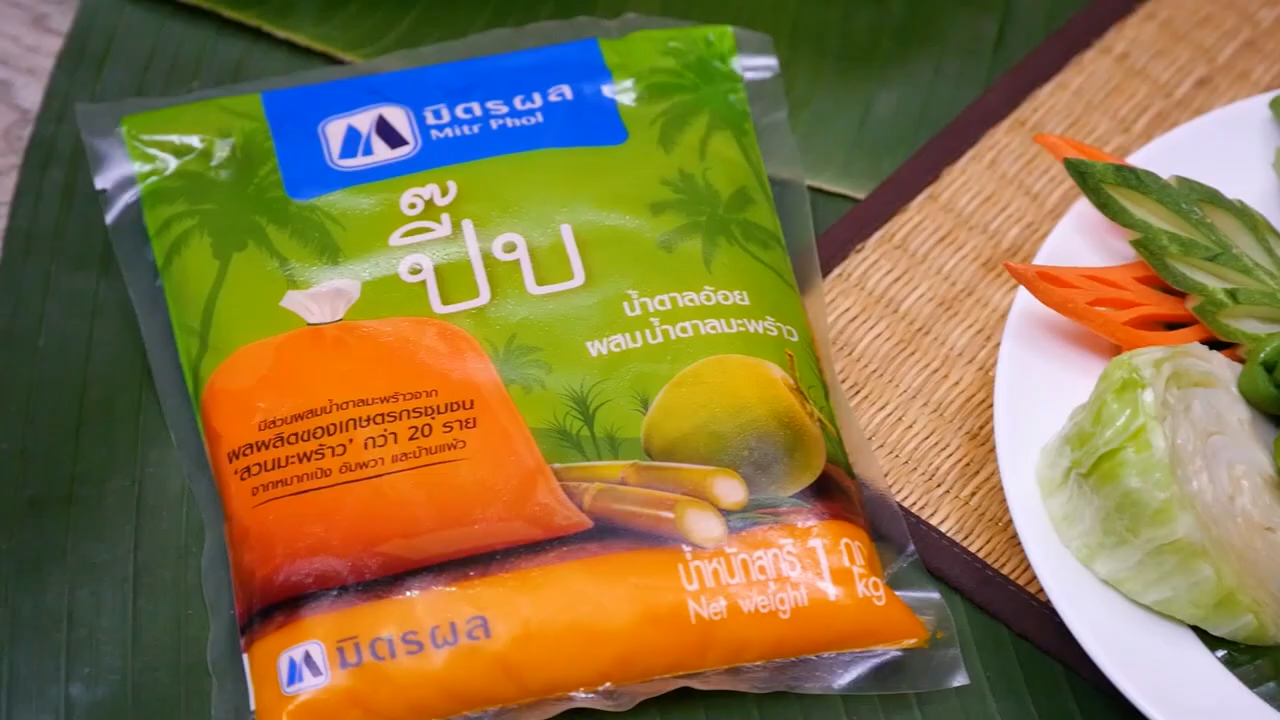 มิตรผล
Mitr Phol
ปี๊บ
น้ำตาลอ้อย
ผสมน้ำตาลมะพร้าว
มีส่วนผสมน้ำตาลมะพร้าวจาก
ผลผลิตของเกษตรกรชุมชน
'สวนมะพร้าว' กว่า 20 ราย
จากหมากเป้ง อัมพวา และบ้านแพ้ว
น้ำหนักสุทธิ 1 กก
Net weight kg
มิตรผล